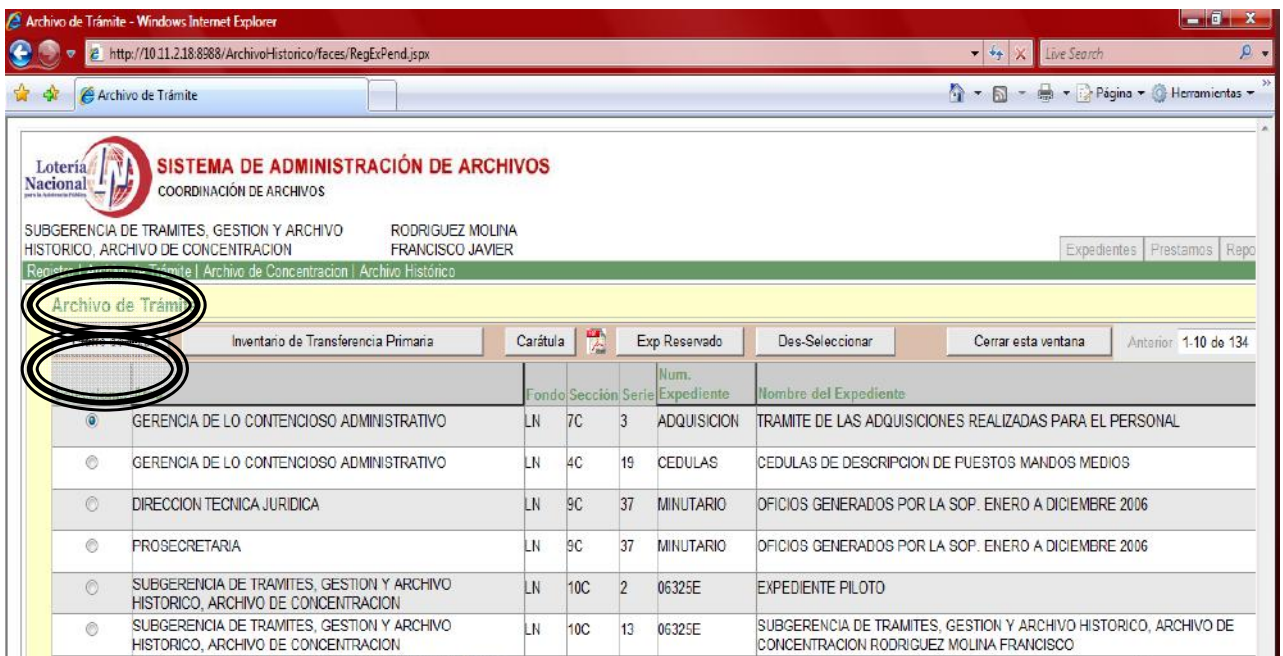 Archivo de Trámite - Windows Internet Explorer
http://10.11.2.18:8988/ArchivoHistorico/faces/RegExPend.jspx
Live Search
Archivo de Trámite
Página
Herramientas
Lotería
Nacional
SISTEMA DE ADMINISTRACIÓN DE ARCHIVOS
COORDINACIÓN DE ARCHIVOS
SUBGERENCIA DE TRAMITES, GESTION Y ARCHIVO
HISTORICO, ARCHIVO DE CONCENTRACION
RODRIGUEZ MOLINA
FRANCISCO JAVIER
Expedientes Prestamos Repo
| Archivo de Concentracion | Archivo Histórico
Archivo de Trámite
Inventario de Transferencia Primaria Carátula Exp Reservado Des-Seleccionar Cerrar esta ventana Anterior 1-10 de 134
Fondo Sección Serie Num. Expediente Nombre del Expediente
GERENCIA DE LO CONTENCIOSO ADMINISTRATIVO LN 7C 3 ADQUISICION TRAMITE DE LAS ADQUISICIONES REALIZADAS PARA EL PERSONAL
GERENCIA DE LO CONTENCIOSO ADMINISTRATIVO LN 4C 19 CEDULAS CEDULAS DE DESCRIPCION DE PUESTOS MANDOS MEDIOS
DIRECCION TECNICA JURIDICA LN 9C 37 MINUTARIO OFICIOS GENERADOS POR LA SOP. ENERO A DICIEMBRE 2006
PROSECRETARIA LN 9C 37 MINUTARIO OFICIOS GENERADOS POR LA SOP. ENERO A DICIEMBRE 2006
SUBGERENCIA DE TRAMITES, GESTION Y ARCHIVO
HISTORICO, ARCHIVO DE CONCENTRACION LN 10C 2 06325E EXPEDIENTE PILOTO
SUBGERENCIA DE TRAMITES, GESTION Y ARCHIVO
HISTORICO, ARCHIVO DE CONCENTRACION LN 10C 13 06325E SUBGERENCIA DE TRAMITES, GESTION Y ARCHIVO HISTORICO, ARCHIVO DE
CONCENTRACION RODRIGUEZ MOLINA FRANCISCO